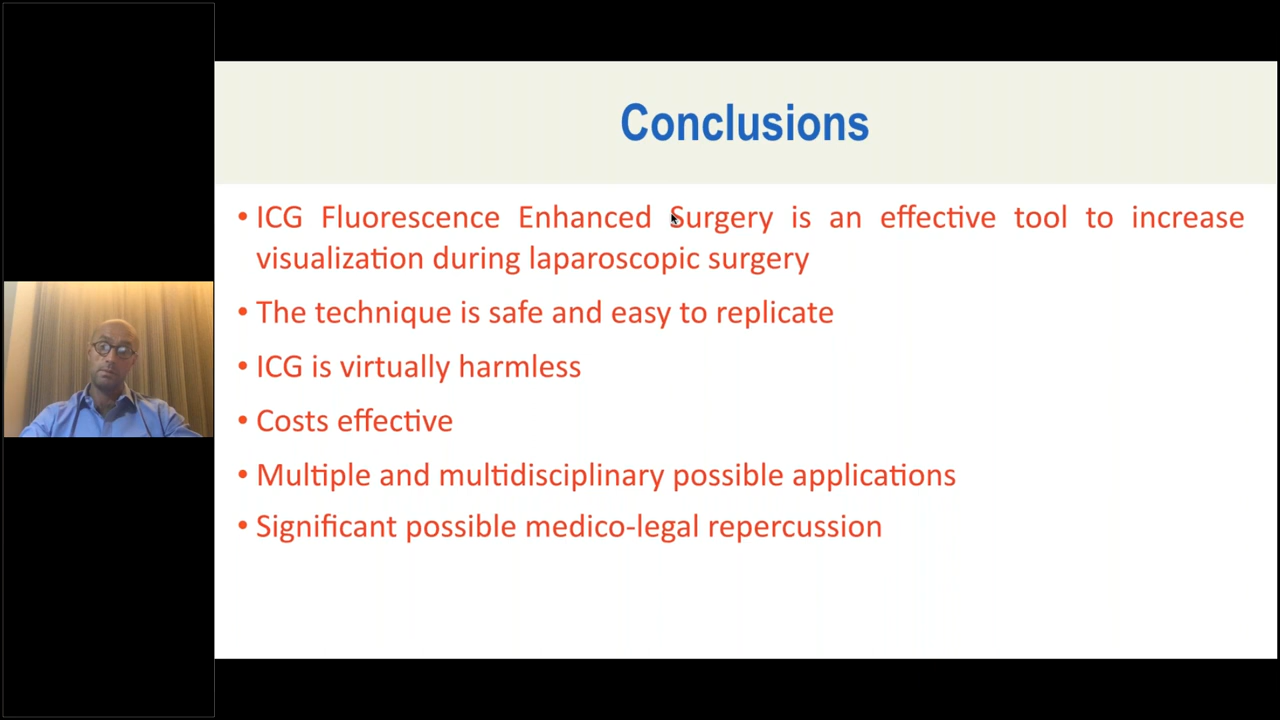 Conclusions
• ICG Fluorescence Enhanced Surgery is an effective tool to increase
visualization during laparoscopic surgery
• The technique is safe and easy to replicate
• ICG is virtually harmless
• Costs effective
• Multiple and multidisciplinary possible applications
• Significant possible medico-legal repercussion